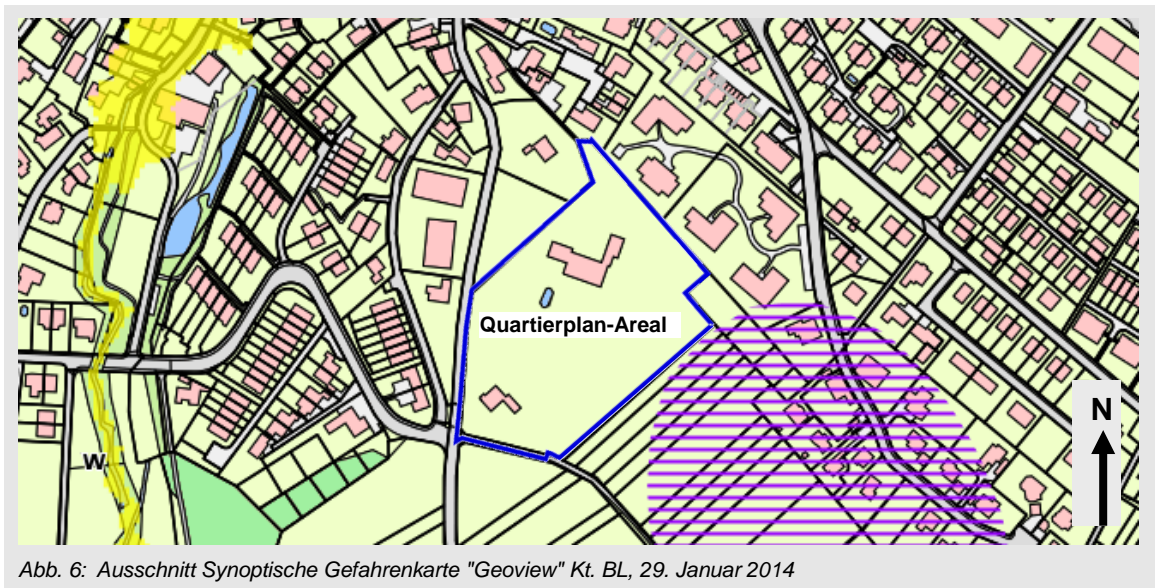 Quartierplan-Areal
N
W
Abb. 6: Ausschnitt Synoptische Gefahrenkarte "Geoview" Kt. BL, 29. Januar 2014